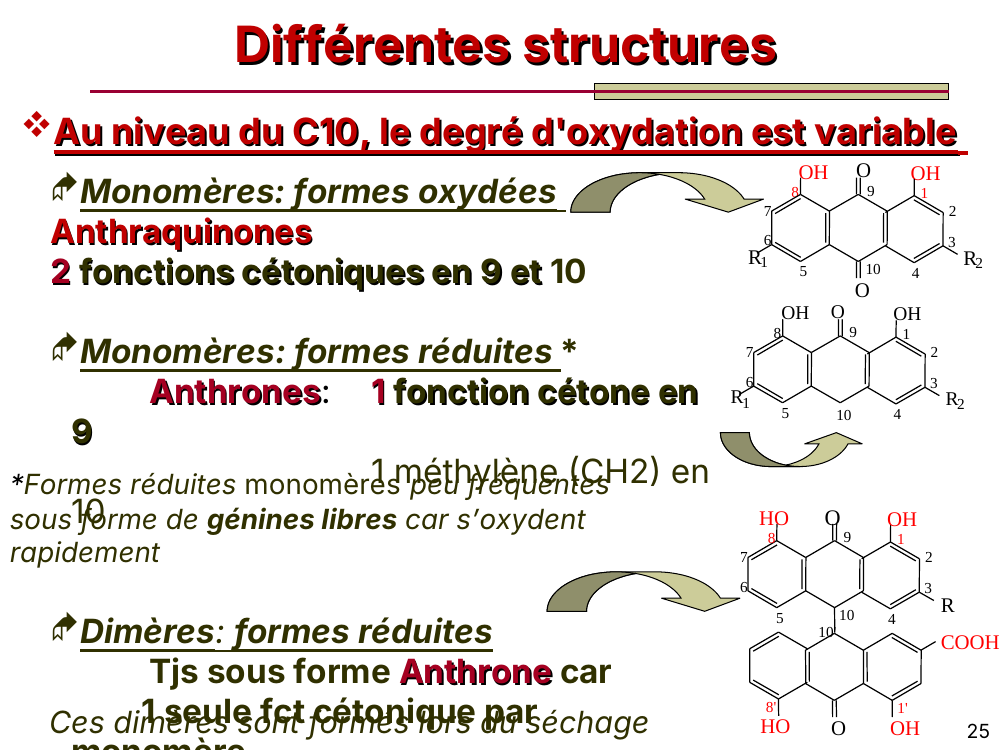 Différentes structures
❖Au niveau du C10, le degré d'oxydation est variable
Monomères: formes oxydées
Anthraquinones
2 fonctions cétoniques en 9 et 10
Monomères: formes réduites *
Anthrones: 1 fonction cétone en
9
1 méthylène (CH2) en
10
*Formes réduites monomères peu fréquentes
sous forme de génines libres car s’oxydent
rapidement
Dimères: formes réduites
Tjs sous forme Anthrone car
1 seule fct cétonique par
monomère
Ces dimères sont formés lors du séchage
OH O OH
8 9 1
7 2
6 3
R1 5 10 4 R2
O
OH O OH
8 9 1
7 2
6 3
R1 5 10 4 R2
HO O OH
8 9 1
7 2
6 3
R
5 10 4
10
COOH
8' 1'
HO O OH
25